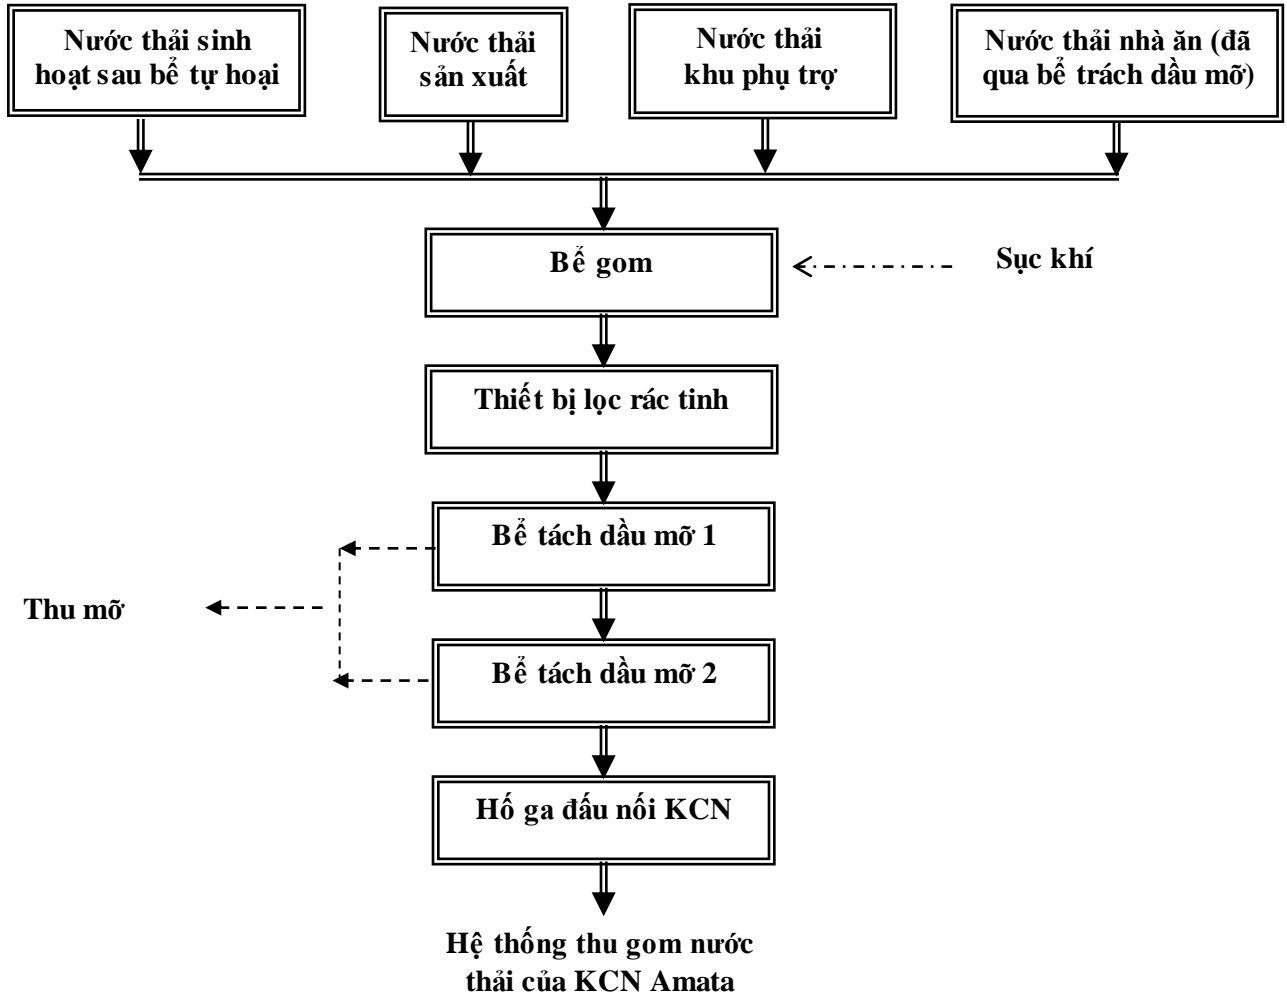 Nước thải sinh
hoạt sau bể tự hoại
Nước thải
sản xuất
Nước thải
khu phụ trợ
Nước thải nhà ăn (đã
qua bể trách dầu mỡ)
Bể gom
Sục khí
Thiết bị lọc rác tinh
Bể tách dầu mỡ 1
Thu mỡ
Bể tách dầu mỡ 2
Hố ga đấu nối KCN
Hệ thống thu gom nước
thải của KCN Amata